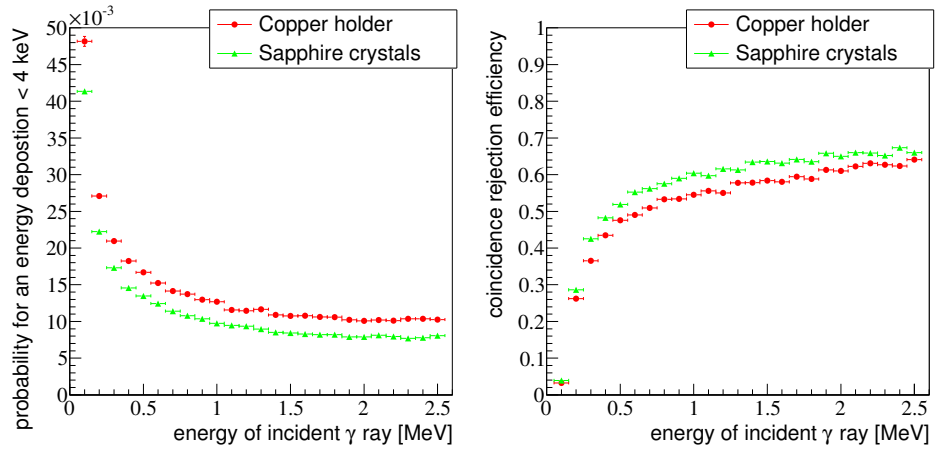 ×10⁻³
Copper holder
Sapphire crystals
probability for an energy depostion < 4 keV
50
45
40
35
30
25
20
15
10
5
0
0 0.5 1 1.5 2 2.5
energy of incident γ ray [MeV]
Copper holder
Sapphire crystals
coincidence rejection efficiency
1
0.9
0.8
0.7
0.6
0.5
0.4
0.3
0.2
0.1
0
0 0.5 1 1.5 2 2.5
energy of incident γ ray [MeV]